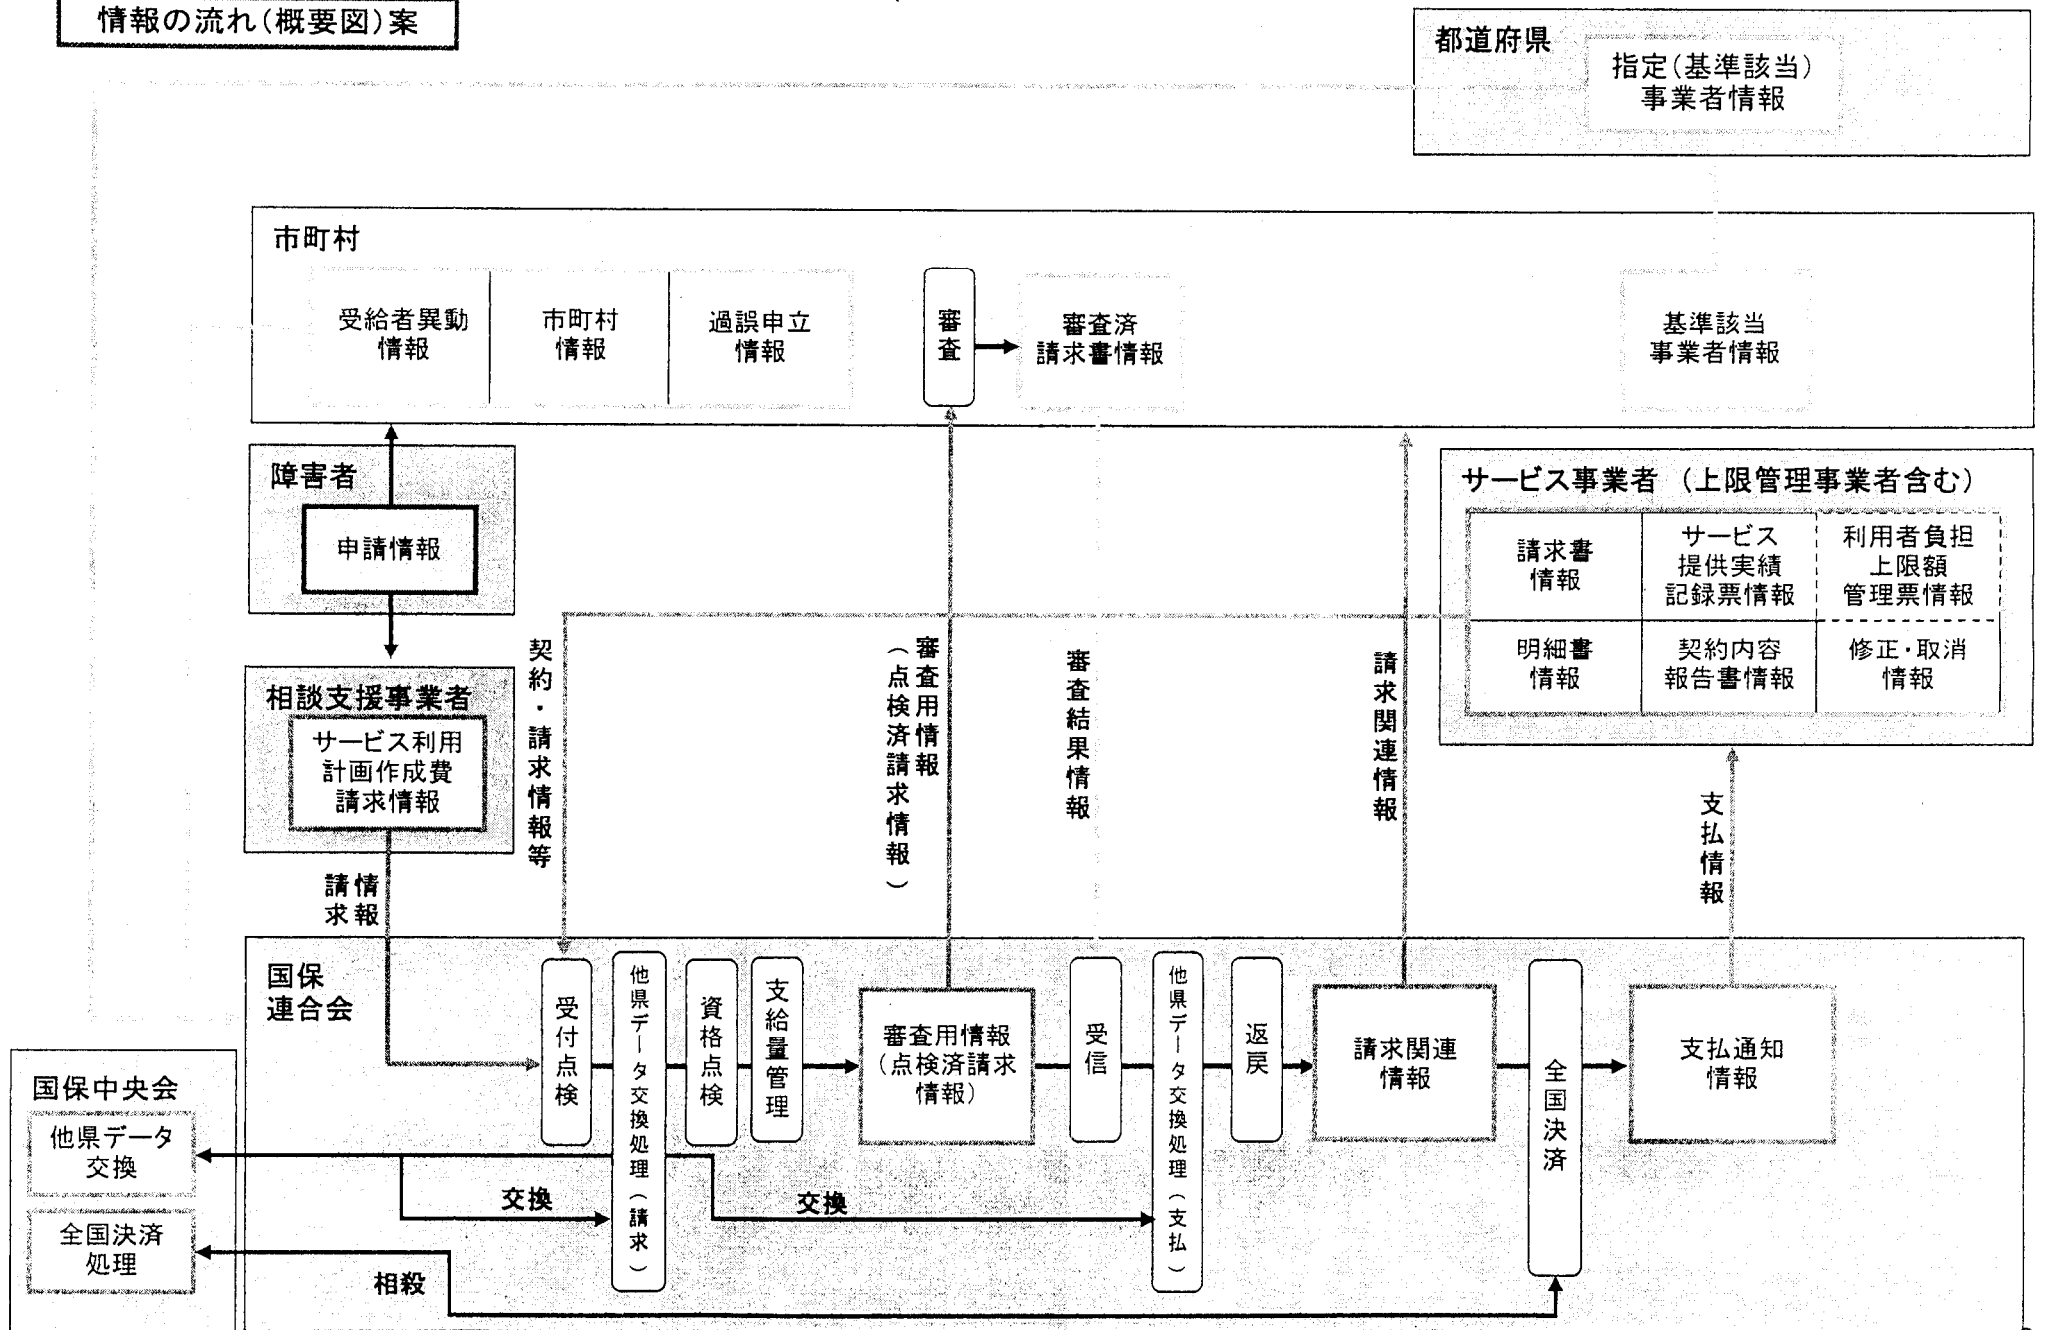 情報の流れ(概要図)案
都道府県
指定(基準該当)
事業者情報
市町村
受給者異動
情報
市町村
情報
過誤申立
情報
審査
審査済
請求書情報
基準該当
事業者情報
障害者
申請情報
サービス事業者 (上限管理事業者含む)
請求書
情報
サービス
提供実績
記録票情報
利用者負担
上限額
管理票情報
明細書
情報
契約内容
報告書情報
修正・取消
情報
相談支援事業者
サービス利用
計画作成費
請求情報
契約・請求情報等
審査用情報
(点検済請求情報)
審査結果情報
請求関連情報
支払情報
請求
情報
国保
連合会
受付点検
他県データ交換処理(請求)
資格点検
支給量管理
審査用情報
(点検済請求
情報)
受信
他県データ交換処理(支払)
返戻
請求関連
情報
全国決済
支払通知
情報
国保中央会
他県データ
交換
全国決済
処理
交換
交換
相殺